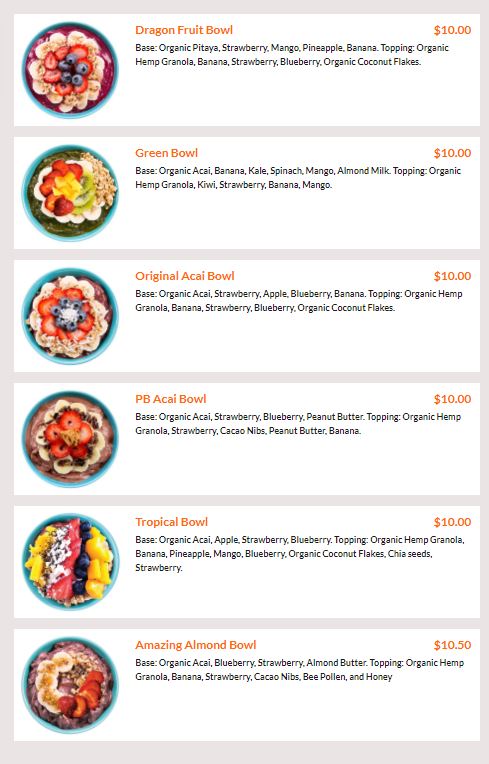 Dragon Fruit Bowl $10.00
Base: Organic Pitaya, Strawberry, Mango, Pineapple, Banana. Topping: Organic
Hemp Granola, Banana, Strawberry, Blueberry, Organic Coconut Flakes.
Green Bowl $10.00
Base: Organic Acai, Banana, Kale, Spinach, Mango, Almond Milk. Topping: Organic
Hemp Granola, Kiwi, Strawberry, Banana, Mango.
Original Acai Bowl $10.00
Base: Organic Acai, Strawberry, Apple, Blueberry, Banana. Topping: Organic Hemp
Granola, Banana, Strawberry, Blueberry, Organic Coconut Flakes.
PB Acai Bowl $10.00
Base: Organic Acai, Strawberry, Blueberry, Peanut Butter. Topping: Organic Hemp
Granola, Strawberry, Cacao Nibs, Peanut Butter, Banana.
Tropical Bowl $10.00
Base: Organic Acai, Apple, Strawberry, Blueberry. Topping: Organic Hemp Granola,
Banana, Pineapple, Mango, Blueberry, Organic Coconut Flakes, Chia seeds,
Strawberry.
Amazing Almond Bowl $10.50
Base: Organic Acai, Blueberry, Strawberry, Almond Butter. Topping: Organic Hemp
Granola, Banana, Strawberry, Cacao Nibs, Bee Pollen, and Honey